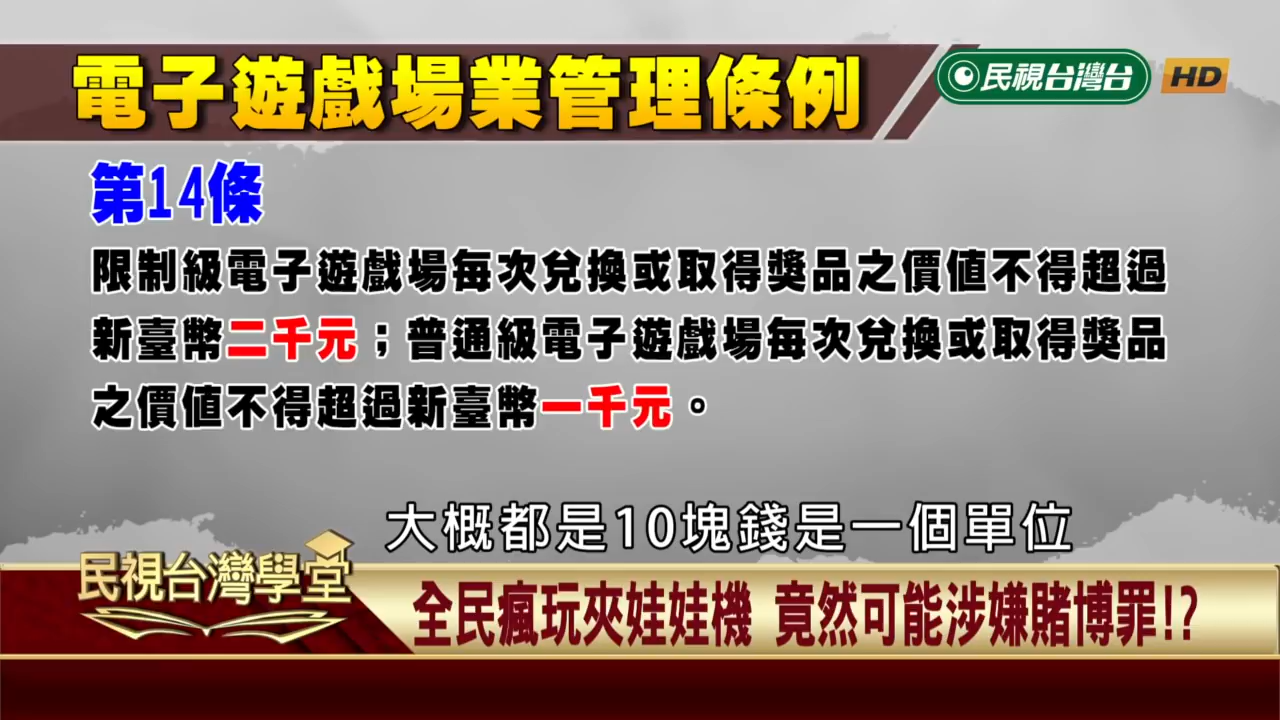 電子遊戲場業管理條例
民視台灣台
HD
第14條
限制級電子遊戲場每次兌換或取得獎品之價值不得超過
新臺幣二千元；普通級電子遊戲場每次兌換或取得獎品
之價值不得超過新臺幣一千元。
大概都是10塊錢是一個單位
民視台灣學堂
全民瘋玩夾娃娃機 竟然可能涉嫌賭博罪!?